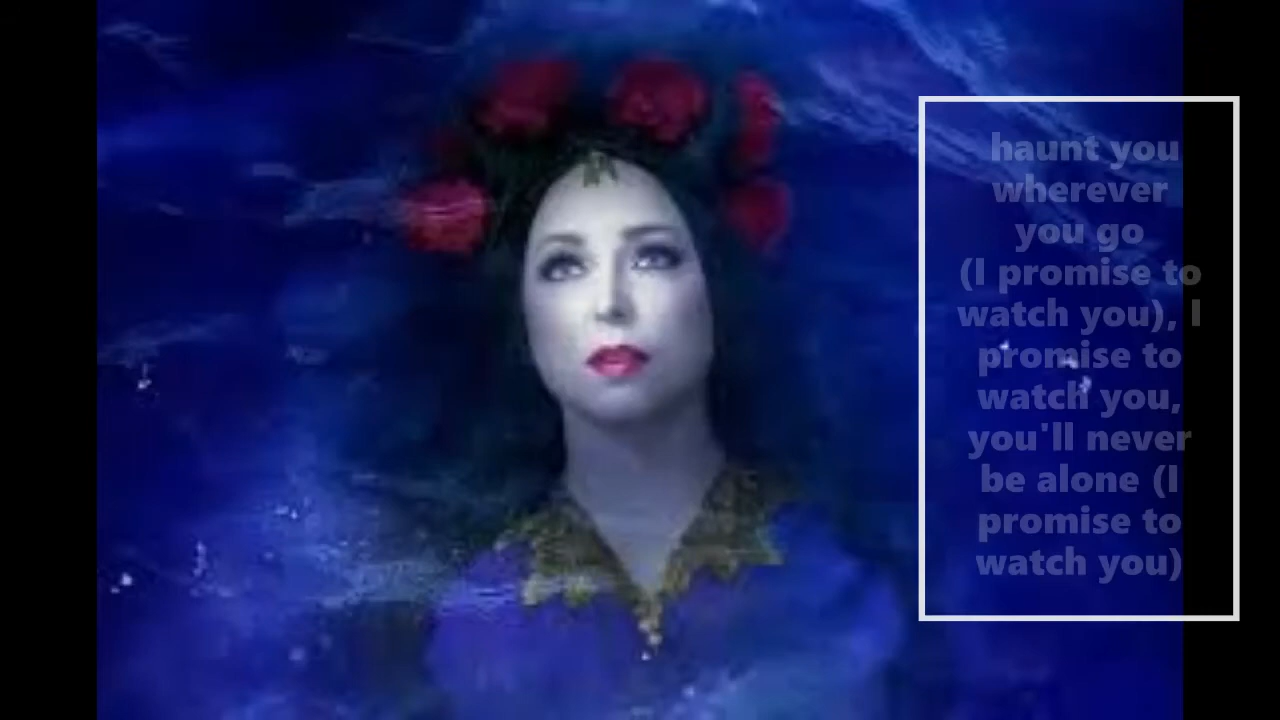 haunt you
wherever
you go
(I promise to
watch you), I
promise to
watch you,
you'll never
be alone (I
promise to
watch you)